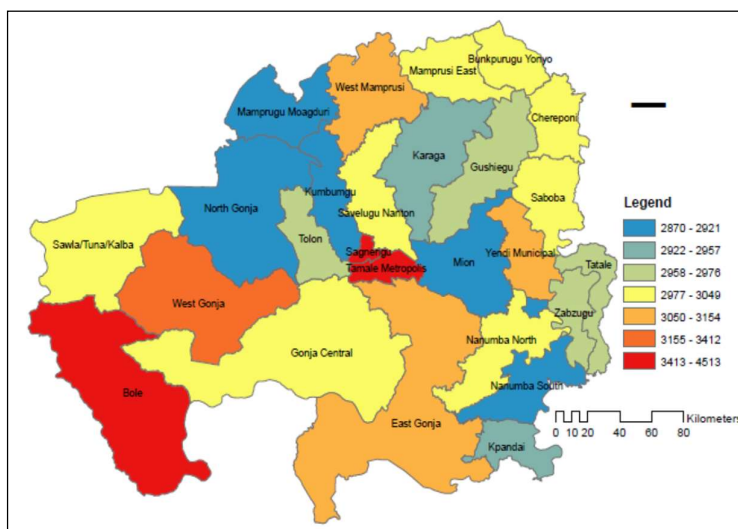 Bunkpurugu Yonyo
Mamprusi East
West Mamprusi
Mamprugu Moagduri
Chereponi
Karaga
Gushiegu
Kumbumgu
Saboba
North Gonja
Savelugu Nanton
Tolon
Sawla/Tuna/Kalba
Sagnerigu
Yendi Municipal
Mion
Tatale
Tamale Metropolis
West Gonja
Zabzugu
Nanumba North
Gonja Central
Nanumba South
Bole
East Gonja
Kpandai
Legend
2870 - 2921
2922 - 2957
2958 - 2976
2977 - 3049
3050 - 3154
3155 - 3412
3413 - 4513
Kilometers
0 10 20 40 60 80